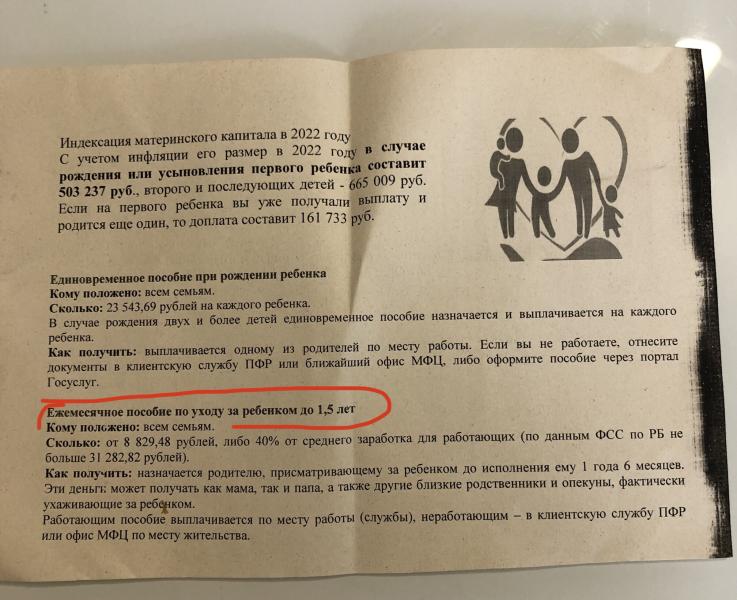 Индексация материнского капитала в 2022 году
С учетом инфляции его размер в 2022 году в случае
рождения или усыновления первого ребенка составит
503 237 руб., второго и последующих детей - 665 009 руб.
Если на первого ребенка вы уже получали выплату и
родится еще один, то доплата составит 161 733 руб.
Единовременное пособие при рождении ребенка
Кому положено: всем семьям.
Сколько: 23 543,69 рублей на каждого ребенка.
В случае рождения двух и более детей единовременное пособие назначается и выплачивается на каждого
ребенка.
Как получить: выплачивается одному из родителей по месту работы. Если вы не работаете, отнесите
документы в клиентскую службу ПФР или ближайший офис МФЦ, либо оформите пособие через портал
Госуслуг.
Ежемесячное пособие по уходу за ребенком до 1,5 лет
Кому положено: всем семьям.
Сколько: от 8 829,48 рублей, либо 40% от среднего заработка для работающих (по данным ФСС по РБ не
больше 31 282,82 рублей).
Как получить: назначается родителю, присматривающему за ребенком до исполнения ему 1 года 6 месяцев.
Эти деньги может получать как мама, так и папа, а также другие близкие родственники и опекуны, фактически
ухаживающие за ребенком.
Работающим пособие выплачивается по месту работы (службы), неработающим – в клиентскую службу ПФР
или офис МФЦ по месту жительства.